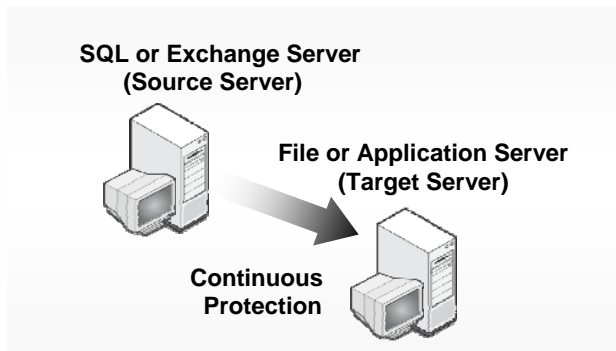 SQL or Exchange Server
(Source Server)
File or Application Server
(Target Server)
Continuous
Protection